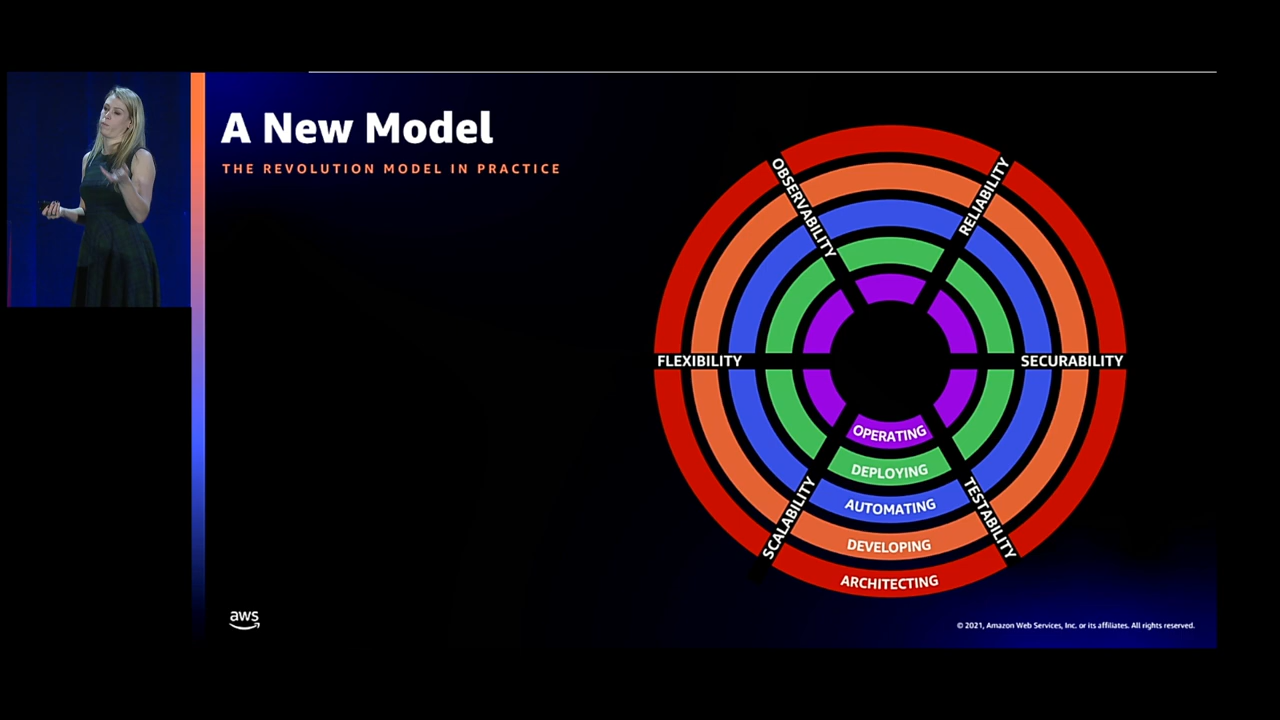 A New Model
THE REVOLUTION MODEL IN PRACTICE
OBSERVABILITY
RELIABILITY
FLEXIBILITY
SECURABILITY
SCALABILITY
TESTABILITY
OPERATING
DEPLOYING
AUTOMATING
DEVELOPING
ARCHITECTING
aws
© 2021, Amazon Web Services, Inc. or its affiliates. All rights reserved.